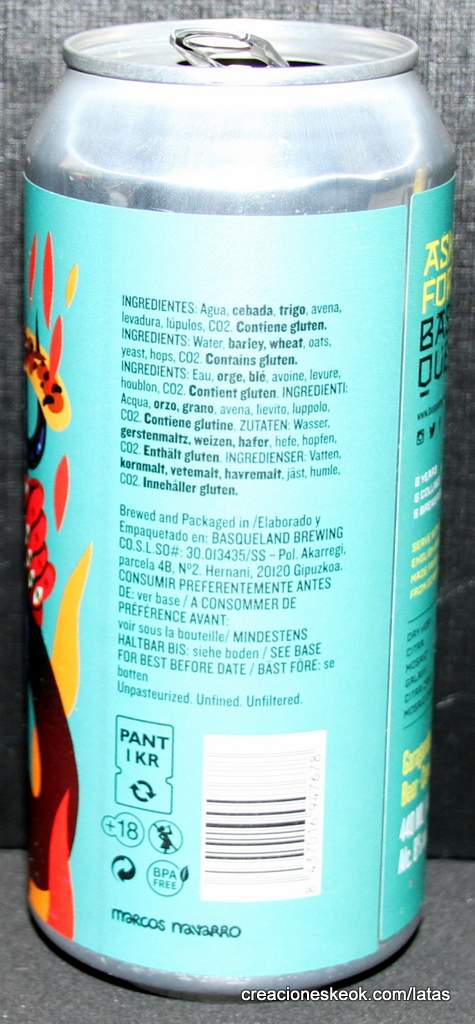 INGREDIENTES: Agua, cebada, trigo, avena,
levadura, lúpulos, CO2. Contiene gluten.
INGREDIENTS: Water, barley, wheat, oats,
yeast, hops, CO2. Contains gluten.
INGREDIENTS: Eau, orge, blé, avoine, levure,
houblon, CO2. Contient gluten. INGREDIENTI:
Acqua, orzo, grano, avena, lievito, luppolo,
CO2. Contiene glutine. ZUTATEN: Wasser,
gerstenmaltz, weizen, hafer, hefe, hopfen,
CO2. Enthält gluten. INGREDIENSER: Vatten,
kornmalt, vetemalt, havremalt, jäst, humle,
CO2. Innehåller gluten.
Brewed and Packaged in /Elaborado y
Empaquetado en: BASQUELAND BREWING
CO.S.L.SO#: 30.013435/SS – Pol. Akarregi,
parcela 4B, Nº2. Hernani, 20120 Gipuzkoa.
CONSUMIR PREFERENTEMENTE ANTES
DE: ver base / A CONSOMMER DE
PRÉFÉRENCE AVANT:
voir sous la bouteille/ MINDESTENS
HALTBAR BIS: siehe boden / SEE BASE
FOR BEST BEFORE DATE / BÄST FÖRE: se
botten
Unpasteurized. Unfined. Unfiltered.
PANT
1 KR
+18
BPA
FREE
marcos navarro
creacioneskeok.com/latas